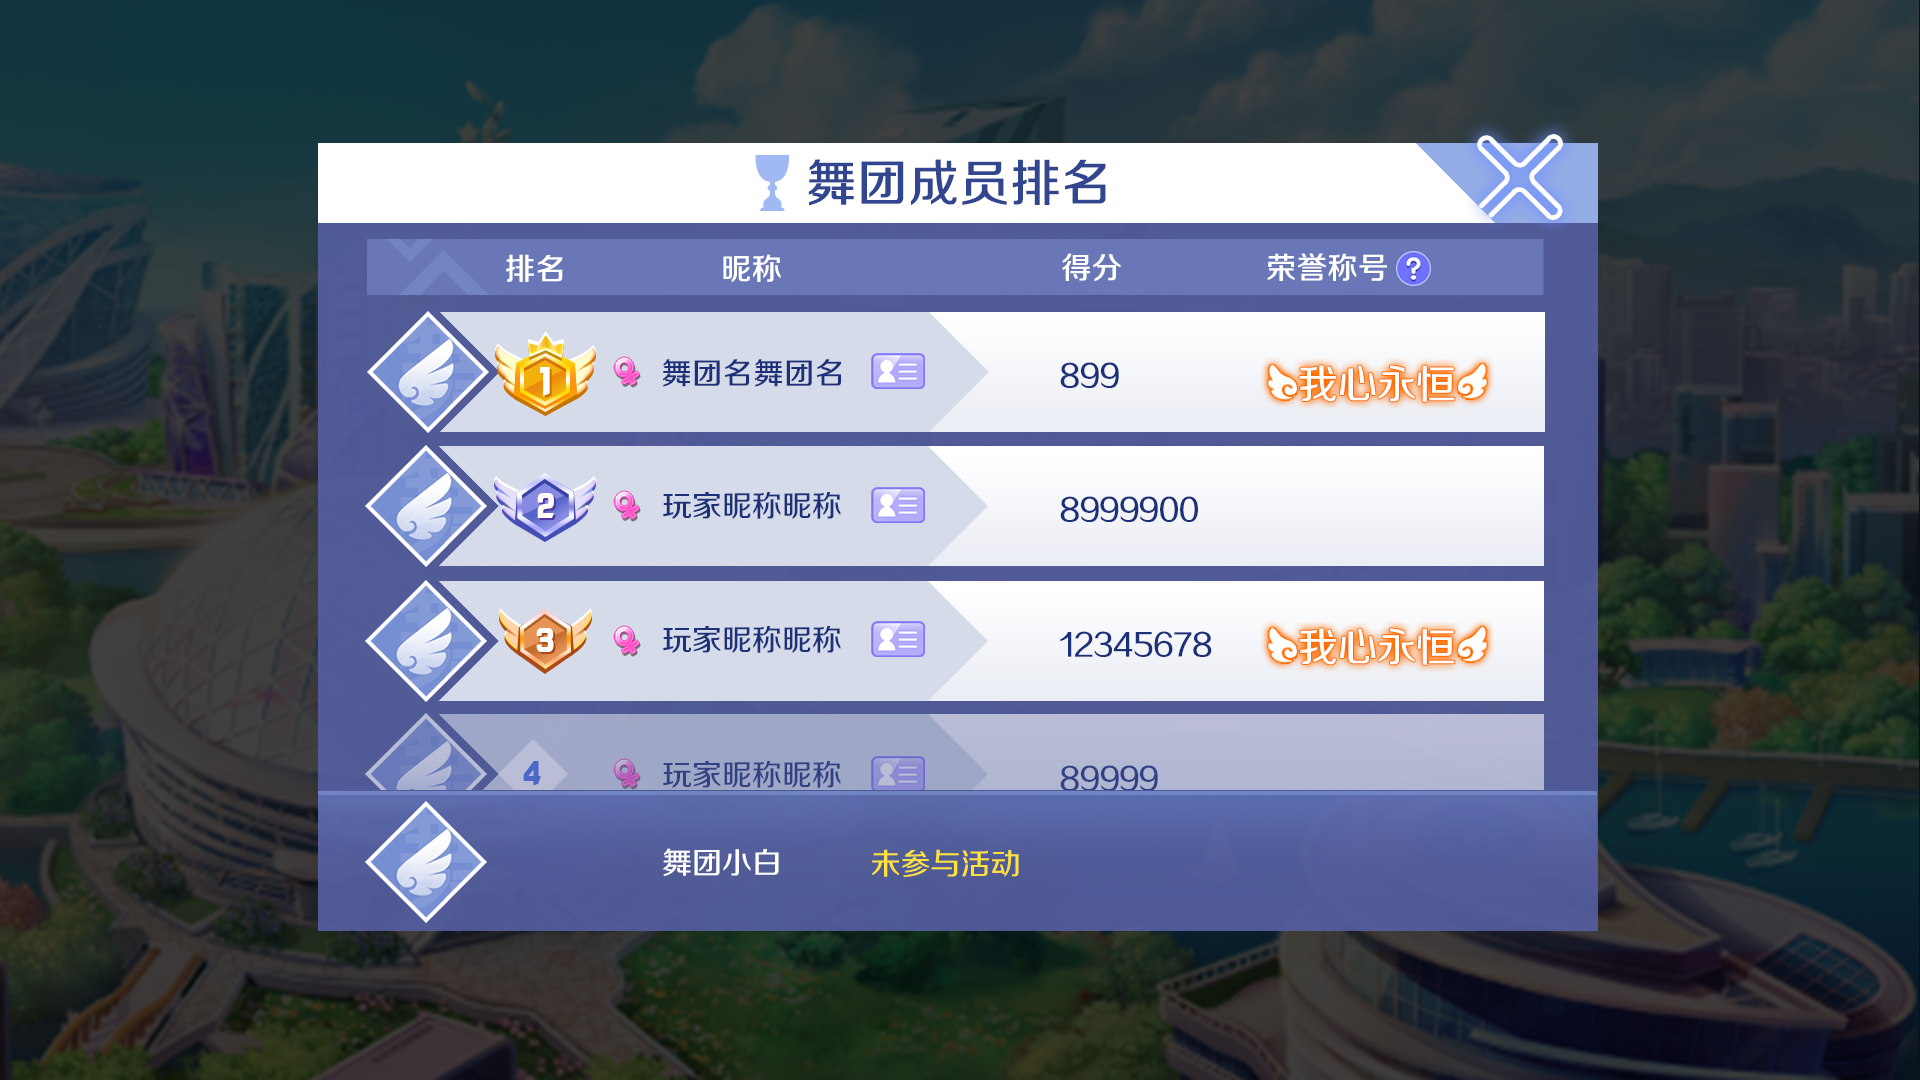 舞团成员排名
排名 昵称 得分 荣誉称号 ?
1 舞团名舞团名 899 我心永恒
2 玩家昵称昵称 8999900
3 玩家昵称昵称 12345678 我心永恒
4 玩家昵称昵称 89999
舞团小白 未参与活动